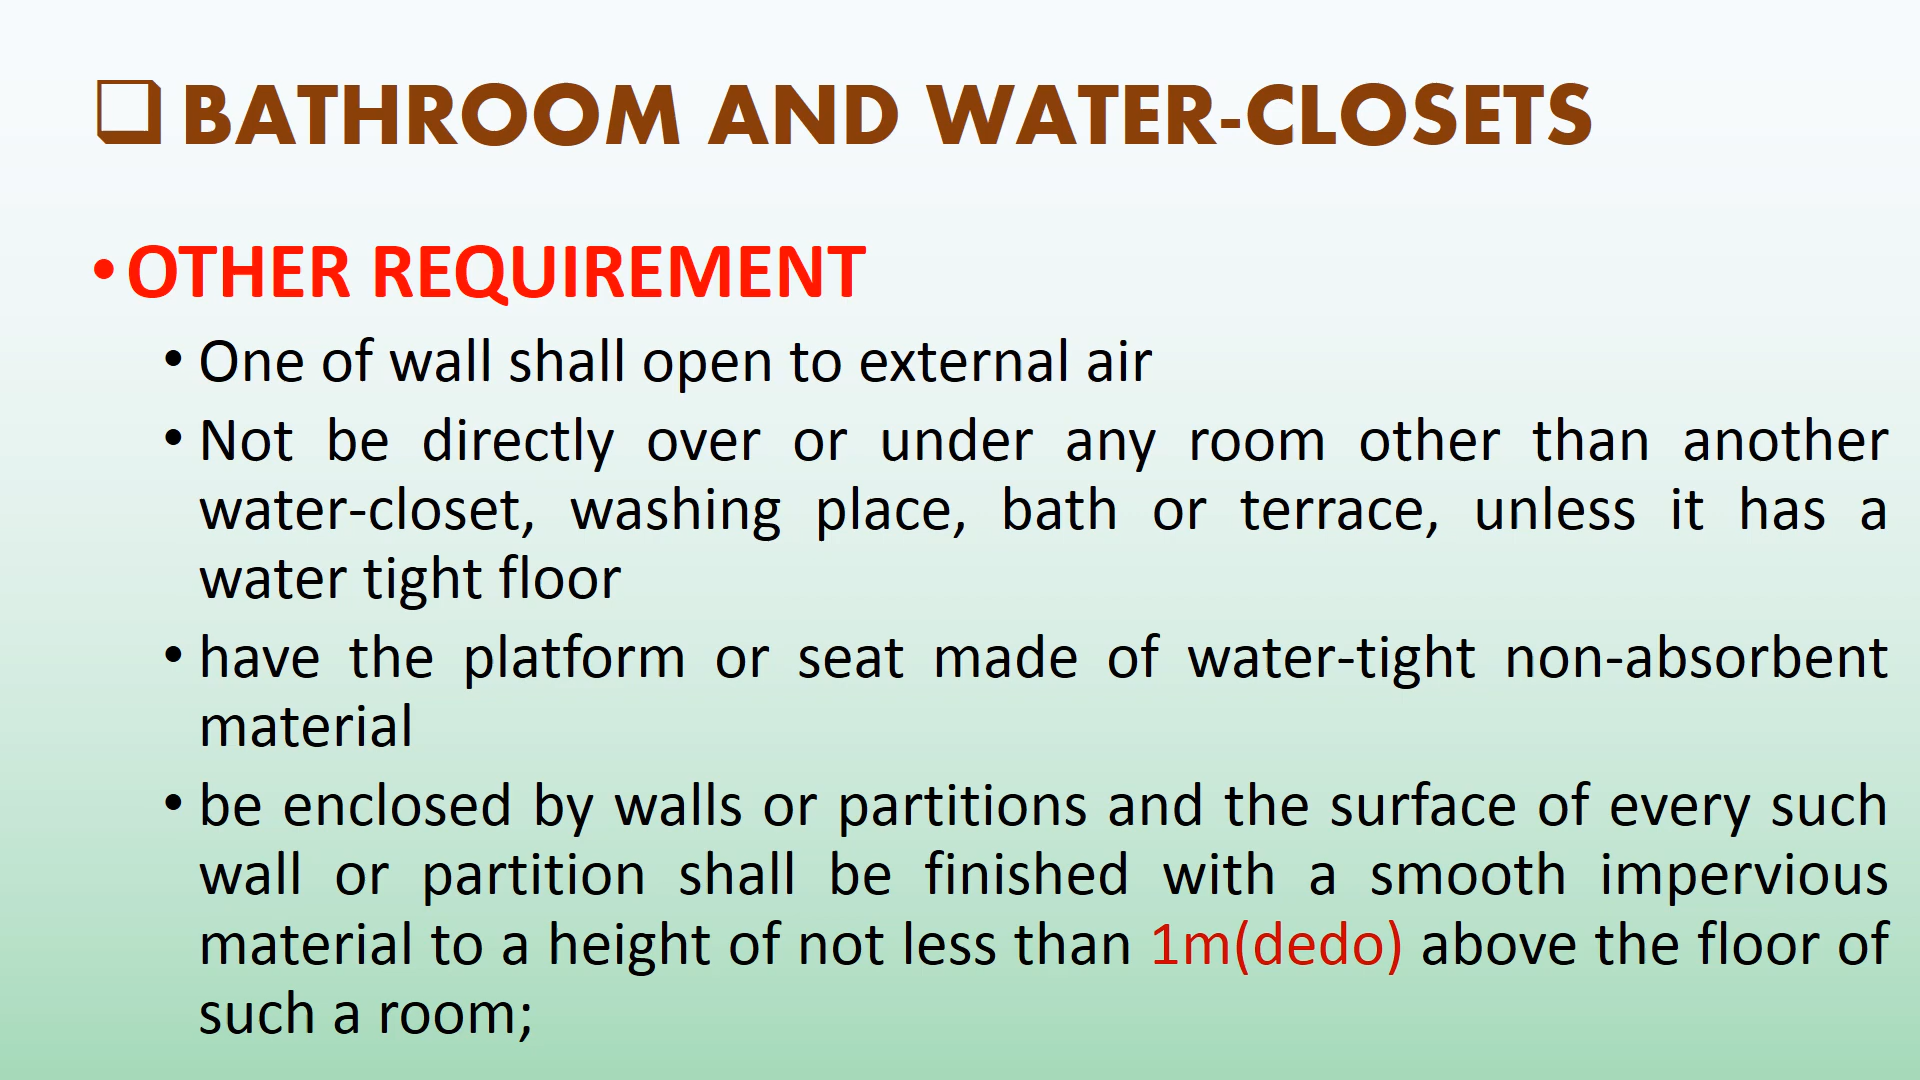 ❑BATHROOM AND WATER-CLOSETS
•OTHER REQUIREMENT
• One of wall shall open to external air
• Not be directly over or under any room other than another
water-closet, washing place, bath or terrace, unless it has a
water tight floor
• have the platform or seat made of water-tight non-absorbent
material
• be enclosed by walls or partitions and the surface of every such
wall or partition shall be finished with a smooth impervious
material to a height of not less than 1m(dedo) above the floor of
such a room;